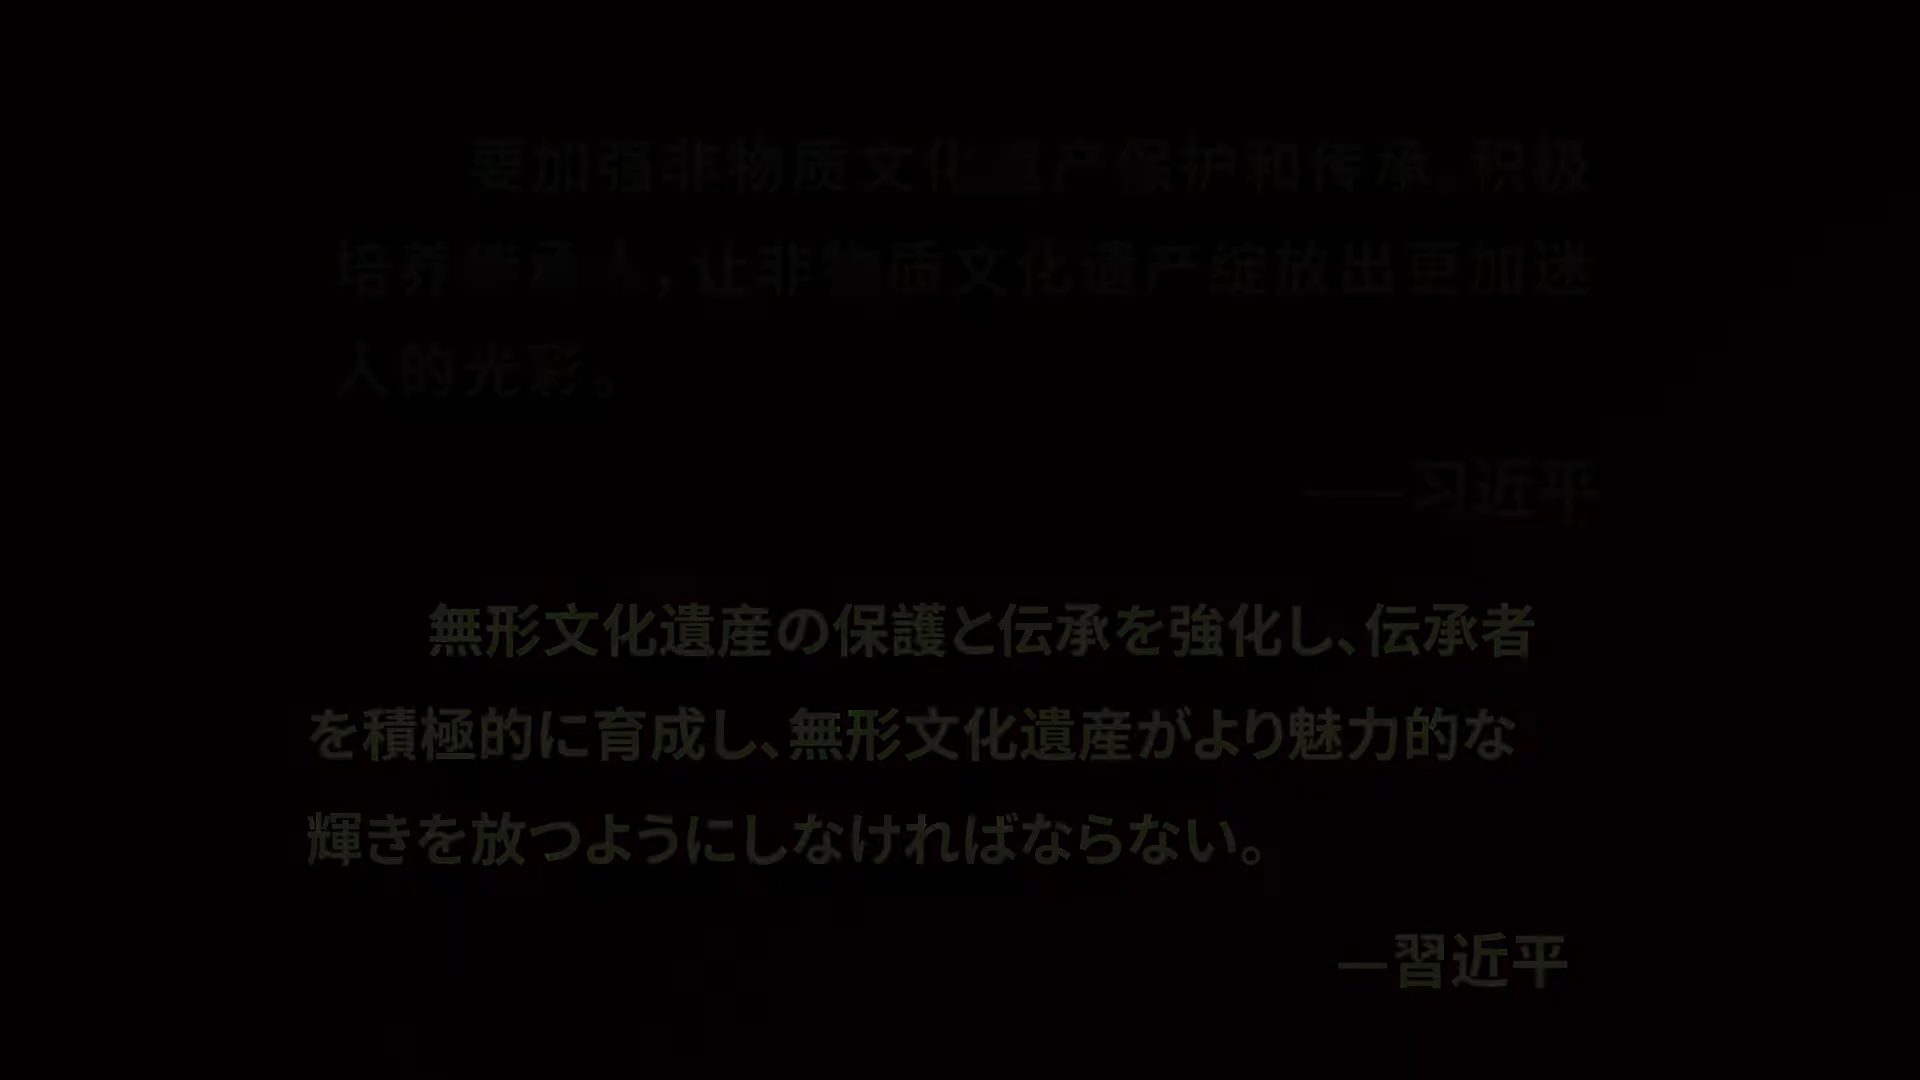 要加强非物质文化遗产保护和传承,积极
培养传承人,让非物质文化遗产绽放出更加迷
人的光彩。
——习近平
無形文化遺産の保護と伝承を強化し、伝承者
を積極的に育成し、無形文化遺産がより魅力的な
輝きを放つようにしなければならない。
—習近平